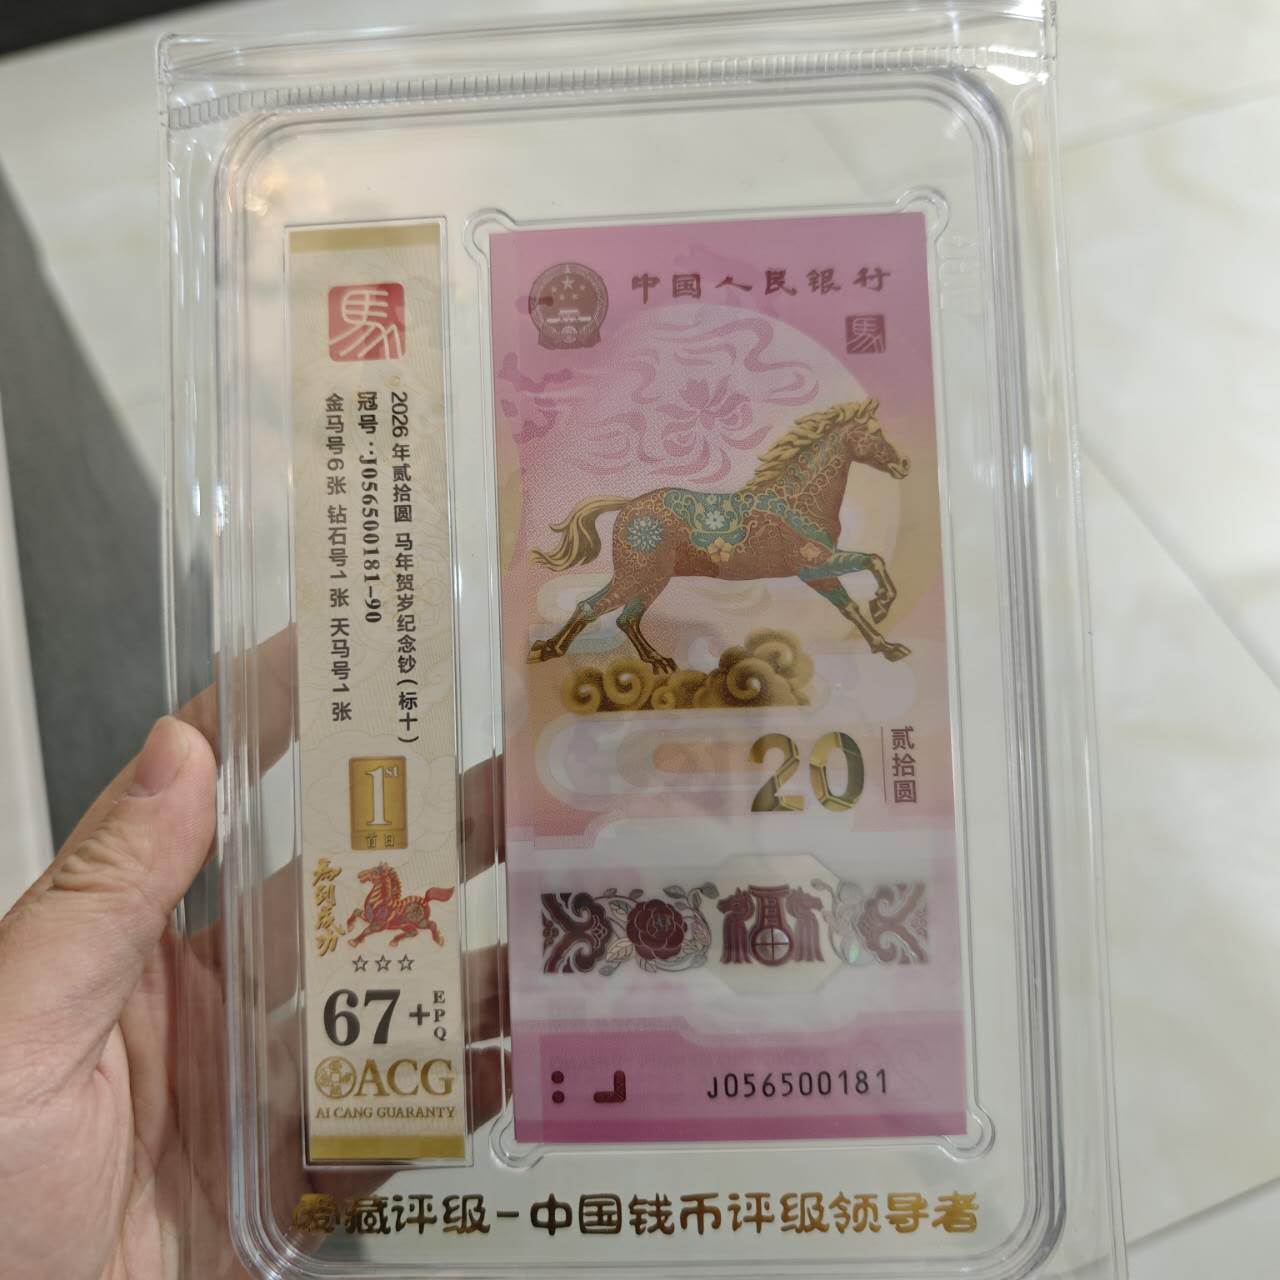 馬
2026年贰拾圆 马年贺岁纪念钞(标十)
冠号:J056500181-90
金马号6张 钻石号1张 天马号1张
1ST
首日
马到成功
☆☆☆
67+EPQ
ACG
AI CANG GUARANTY
中国人民银行
馬
20
贰拾圆
J056500181
爱藏评级-中国钱币评级领导者